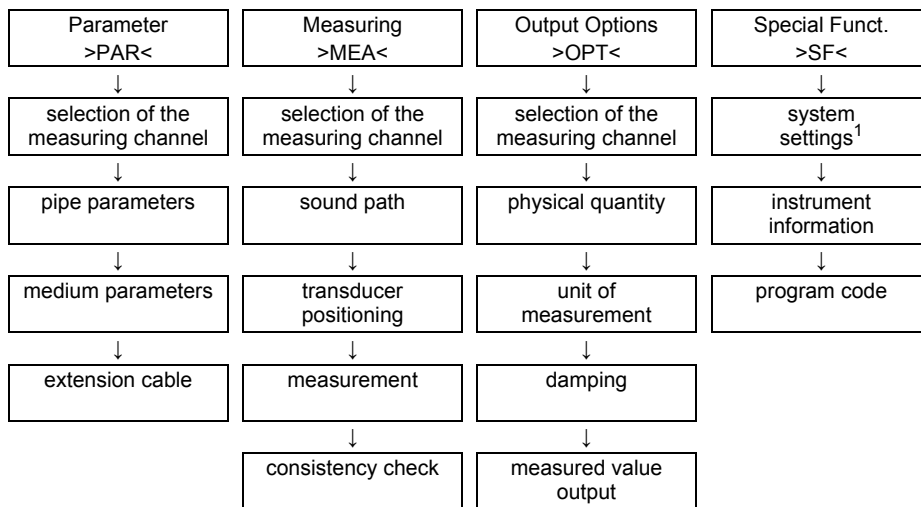 Parameter
>PAR<
↓
selection of the
measuring channel
↓
pipe parameters
↓
medium parameters
↓
extension cable
Measuring
>MEA<
↓
selection of the
measuring channel
↓
sound path
↓
transducer
positioning
↓
measurement
↓
consistency check
Output Options
>OPT<
↓
selection of the
measuring channel
↓
physical quantity
↓
unit of
measurement
↓
damping
↓
measured value
output
Special Funct.
>SF<
↓
system
settings¹
↓
instrument
information
↓
program code